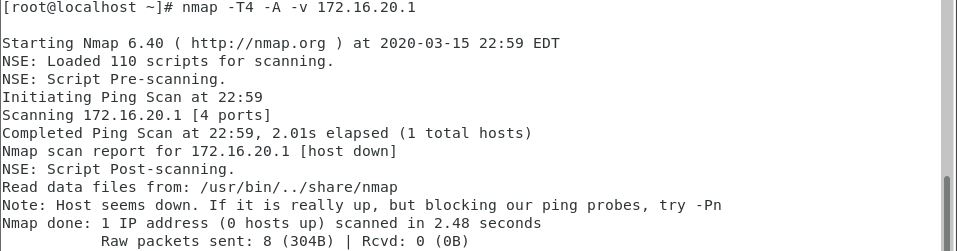 [root@localhost ~]# nmap -T4 -A -v 172.16.20.1
Starting Nmap 6.40 ( http://nmap.org ) at 2020-03-15 22:59 EDT
NSE: Loaded 110 scripts for scanning.
NSE: Script Pre-scanning.
Initiating Ping Scan at 22:59
Scanning 172.16.20.1 [4 ports]
Completed Ping Scan at 22:59, 2.01s elapsed (1 total hosts)
Nmap scan report for 172.16.20.1 [host down]
NSE: Script Post-scanning.
Read data files from: /usr/bin/../share/nmap
Note: Host seems down. If it is really up, but blocking our ping probes, try -Pn
Nmap done: 1 IP address (0 hosts up) scanned in 2.48 seconds
           Raw packets sent: 8 (304B) | Rcvd: 0 (0B)